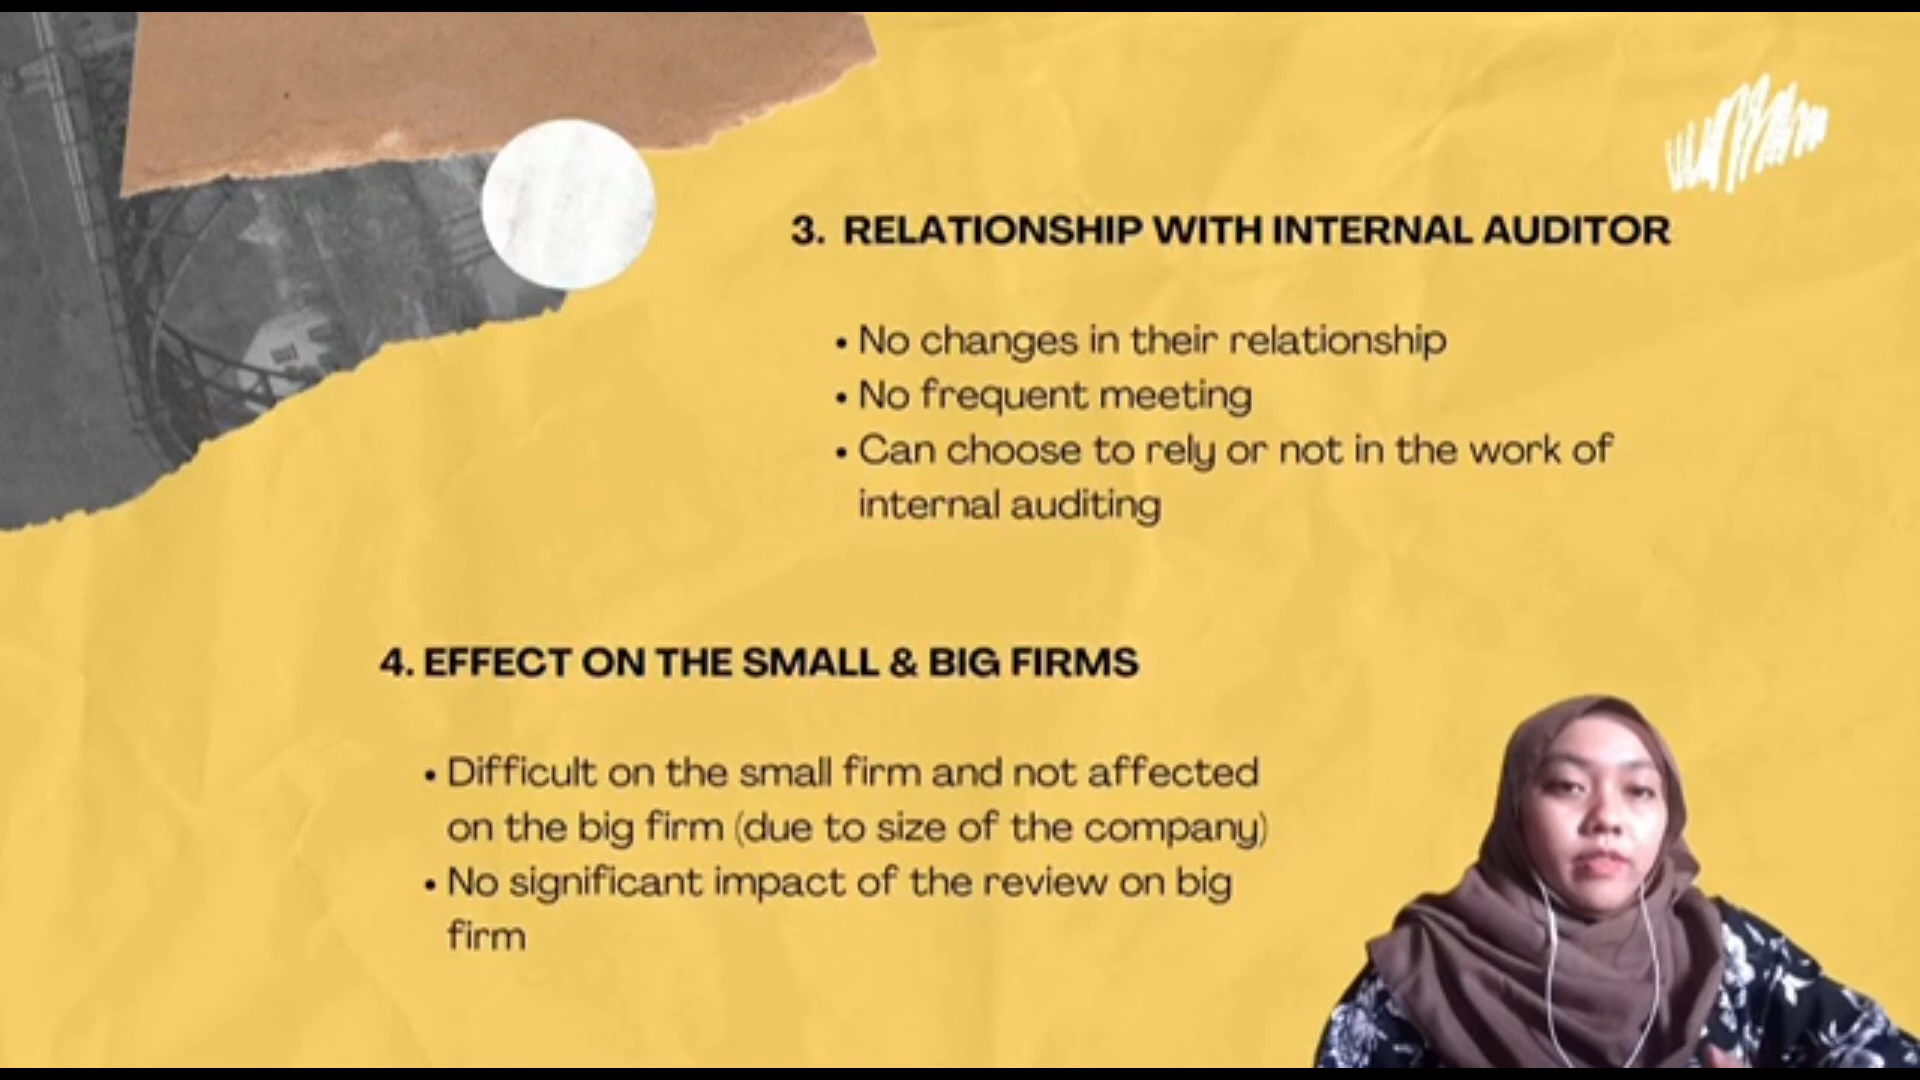 3. RELATIONSHIP WITH INTERNAL AUDITOR
• No changes in their relationship
• No frequent meeting
• Can choose to rely or not in the work of
internal auditing
4. EFFECT ON THE SMALL & BIG FIRMS
• Difficult on the small firm and not affected
on the big firm (due to size of the company)
• No significant impact of the review on big
firm